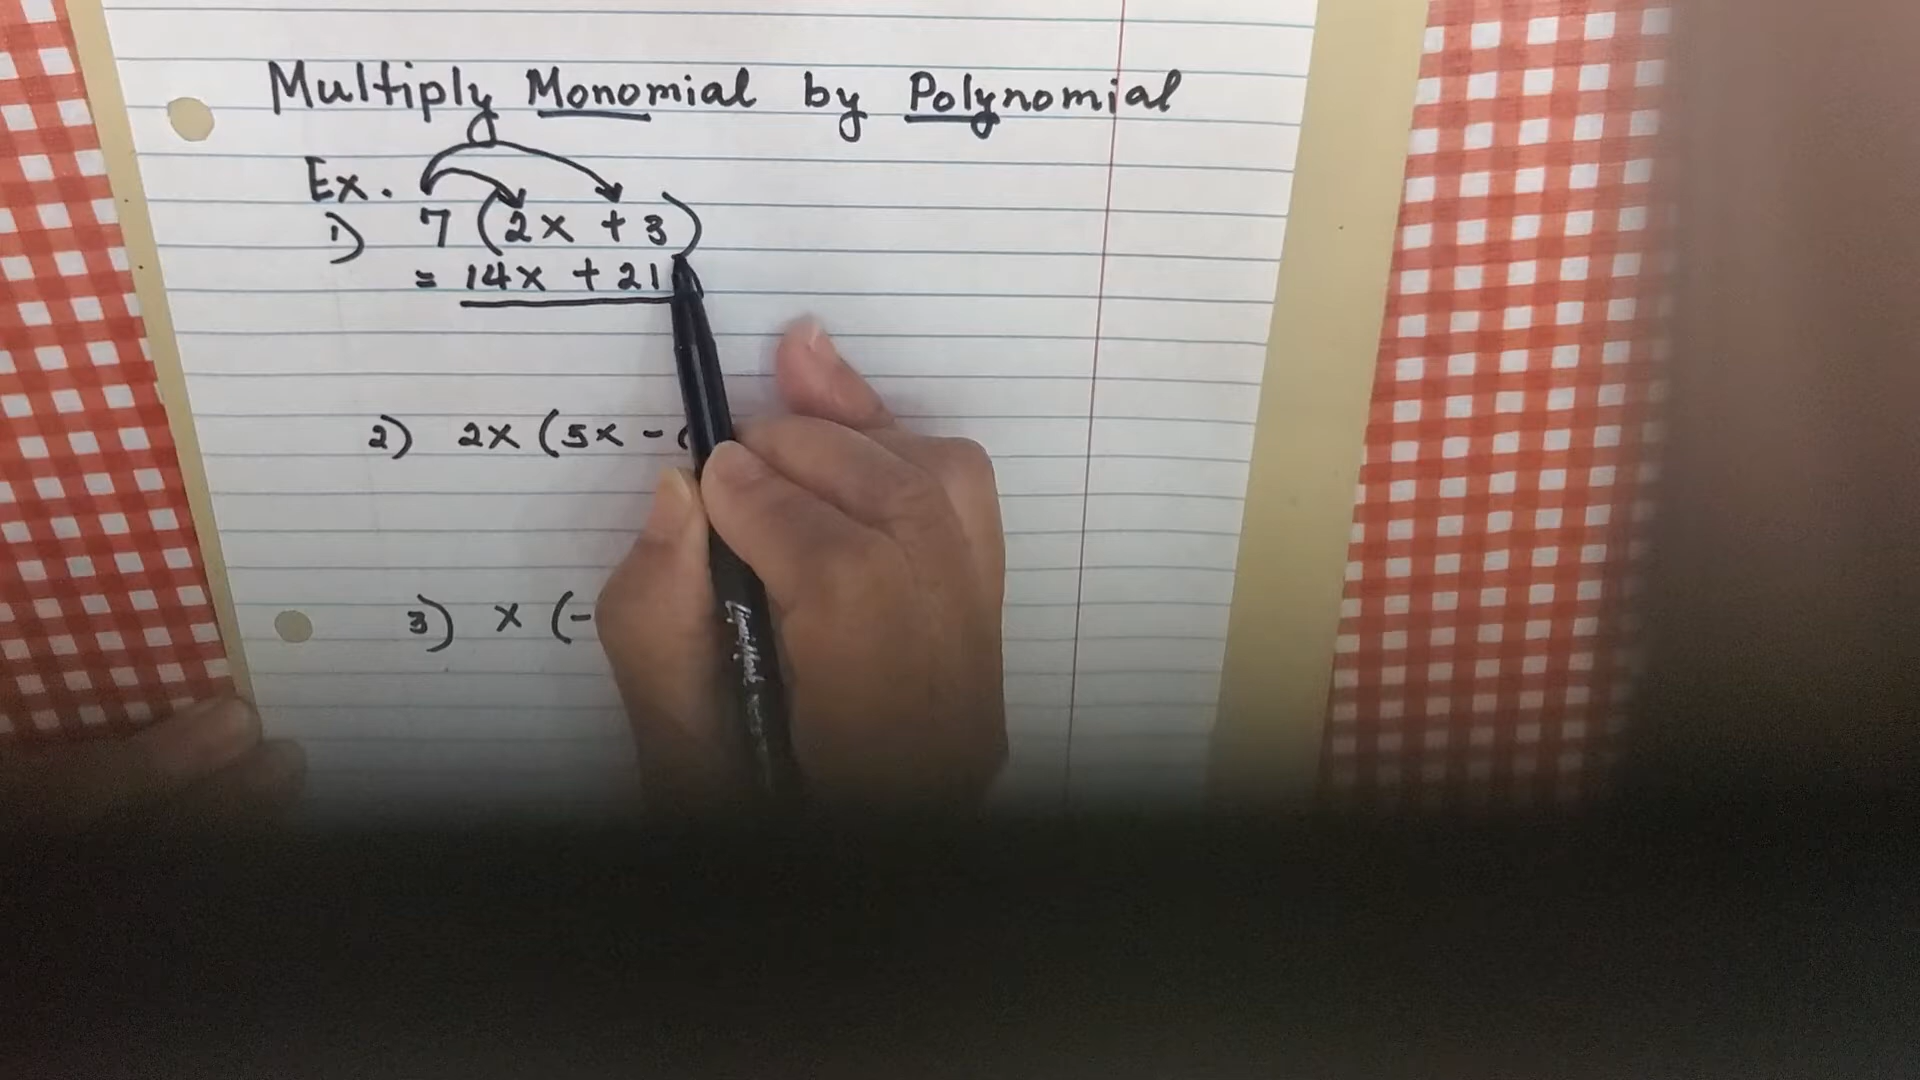 Multiply Monomial by Polynomial
Ex.
1) 7 (2x + 3)
= 14x + 21
2) 2x (5x -
3) x (-